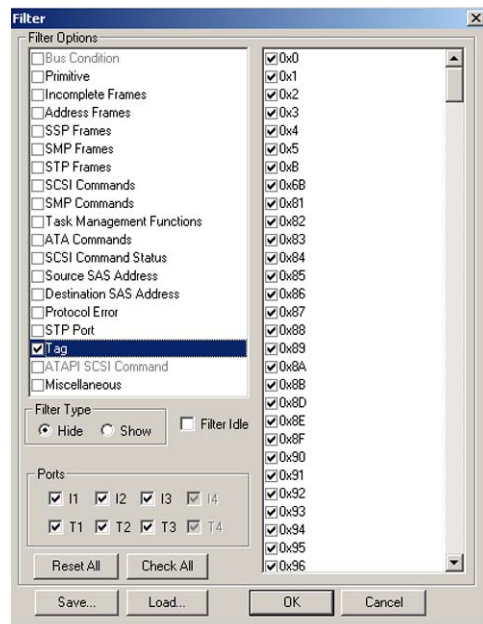 Filter
Filter Options
Bus Condition
Primitive
Incomplete Frames
Address Frames
SSP Frames
SMP Frames
STP Frames
SCSI Commands
SMP Commands
Task Management Functions
ATA Commands
SCSI Command Status
Source SAS Address
Destination SAS Address
Protocol Error
STP Port
Tag
ATAPI SCSI Command
Miscellaneous
Filter Type
Hide Show
Filter Idle
Ports
I1 I2 I3 I4
T1 T2 T3 T4
Reset All Check All
0x0
0x1
0x2
0x3
0x4
0x5
0xB
0x6B
0x81
0x82
0x83
0x84
0x85
0x86
0x87
0x88
0x89
0x8A
0x8B
0x8D
0x8E
0x8F
0x90
0x91
0x92
0x93
0x94
0x95
0x96
Save... Load... OK Cancel